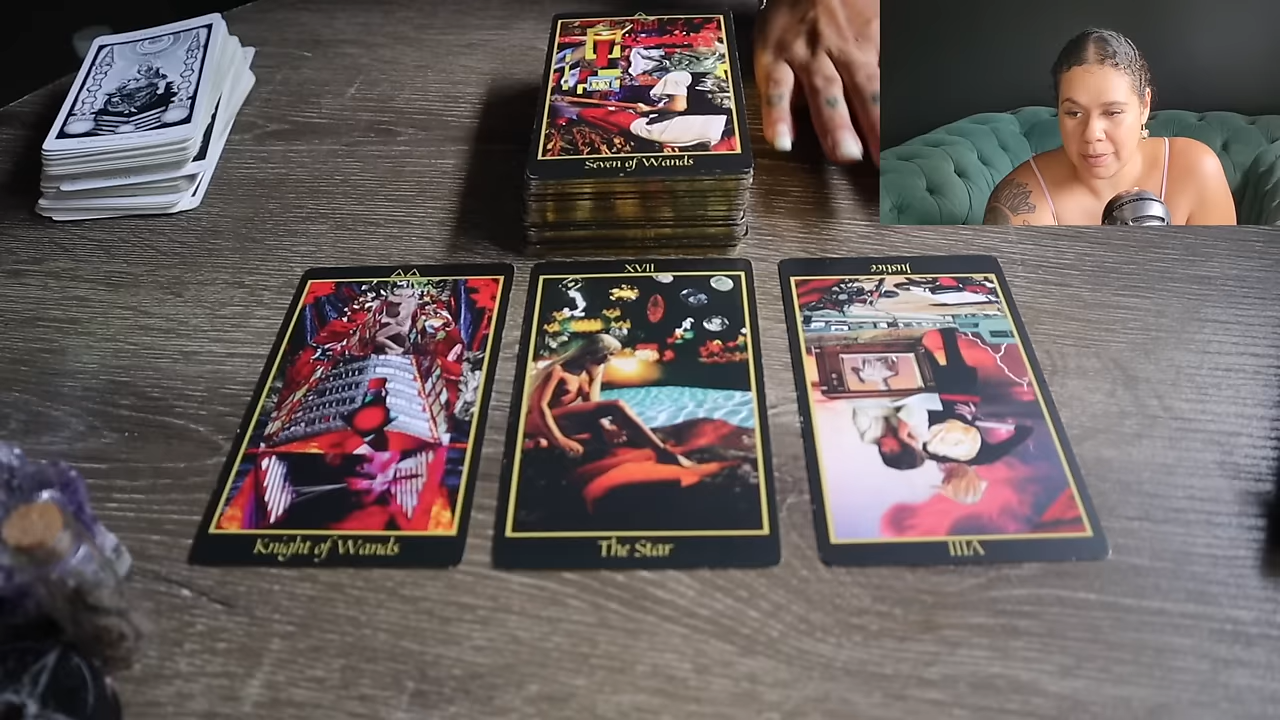 Seven of Wands
Knight of Wands
XVII
The Star
Justice
VIII